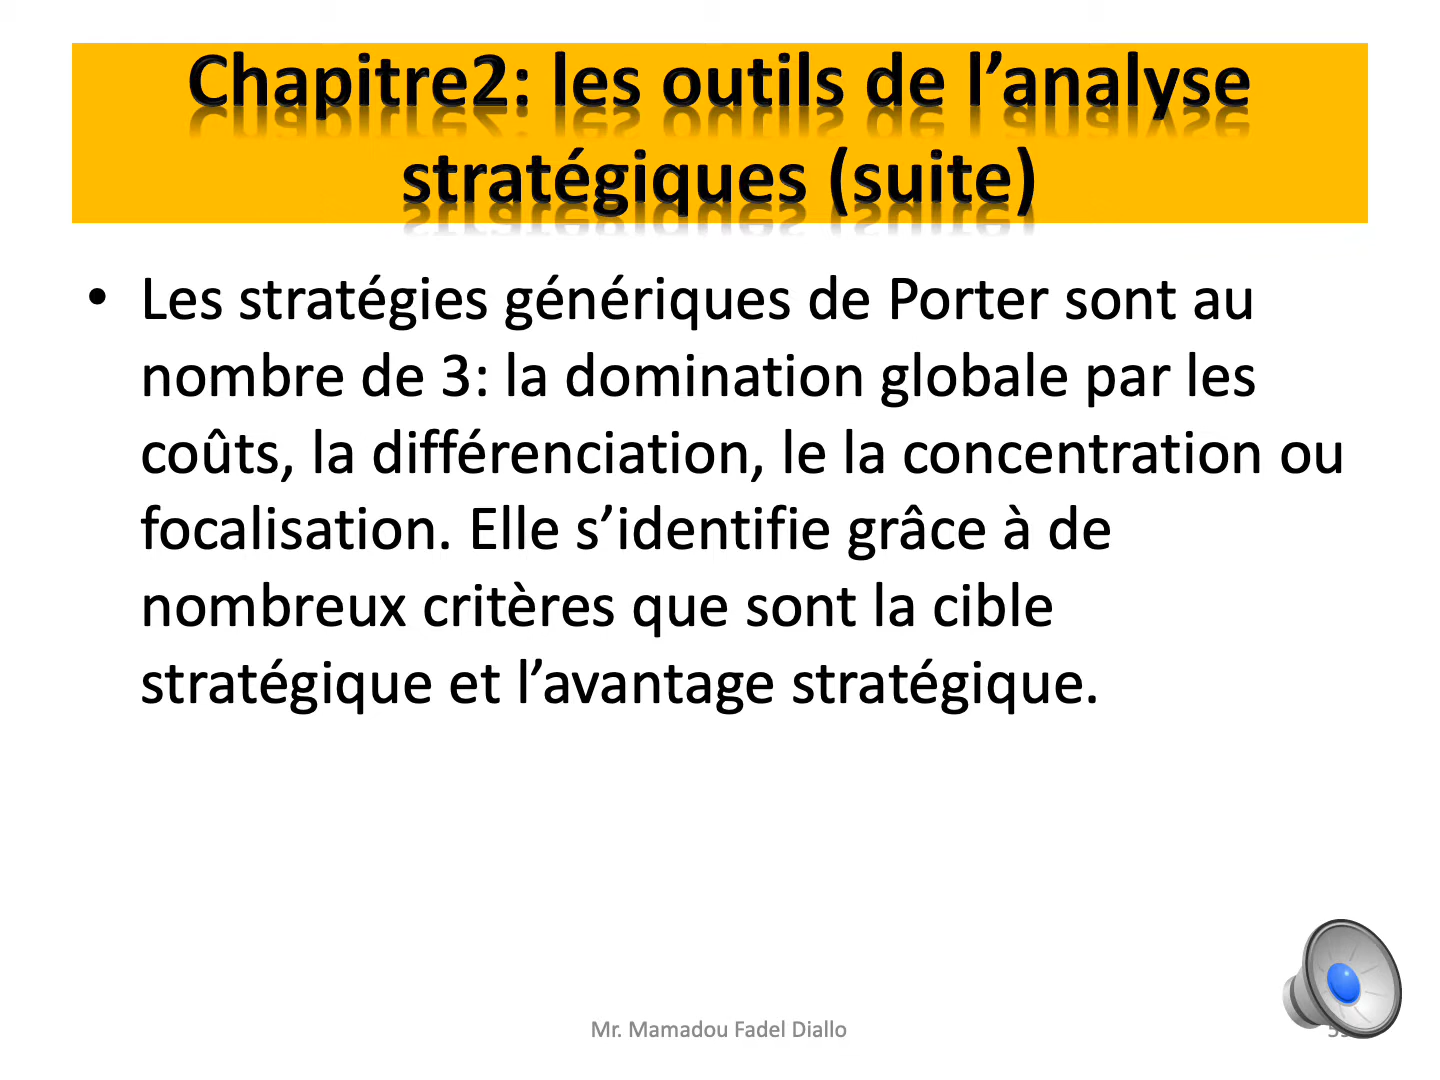 Chapitre2: les outils de l’analyse
stratégiques (suite)
• Les stratégies génériques de Porter sont au
nombre de 3: la domination globale par les
coûts, la différenciation, le la concentration ou
focalisation. Elle s’identifie grâce à de
nombreux critères que sont la cible
stratégique et l’avantage stratégique.
Mr. Mamadou Fadel Diallo